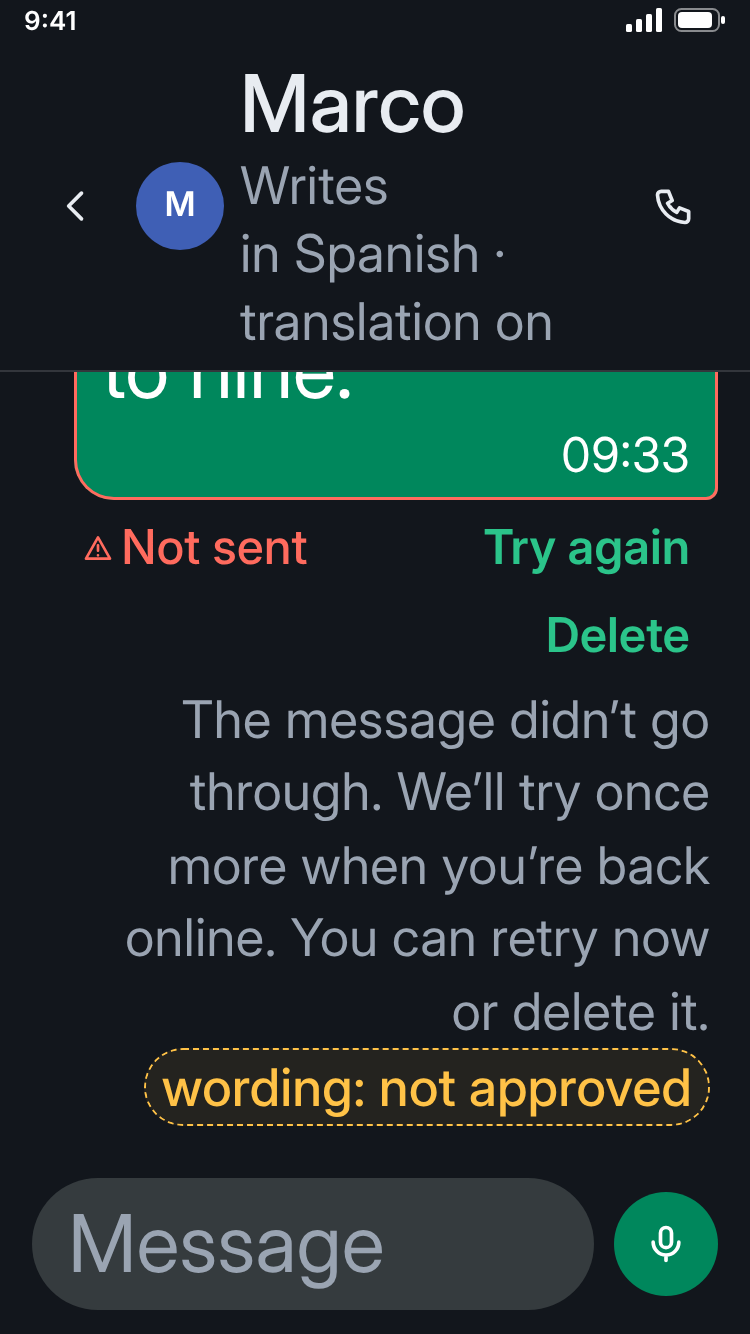 9:41
Marco
M
Writes
in Spanish ·
translation on
to nine.
09:33
Not sent
Try again
Delete
The message didn’t go
through. We’ll try once
more when you’re back
online. You can retry now
or delete it.
wording: not approved
Message